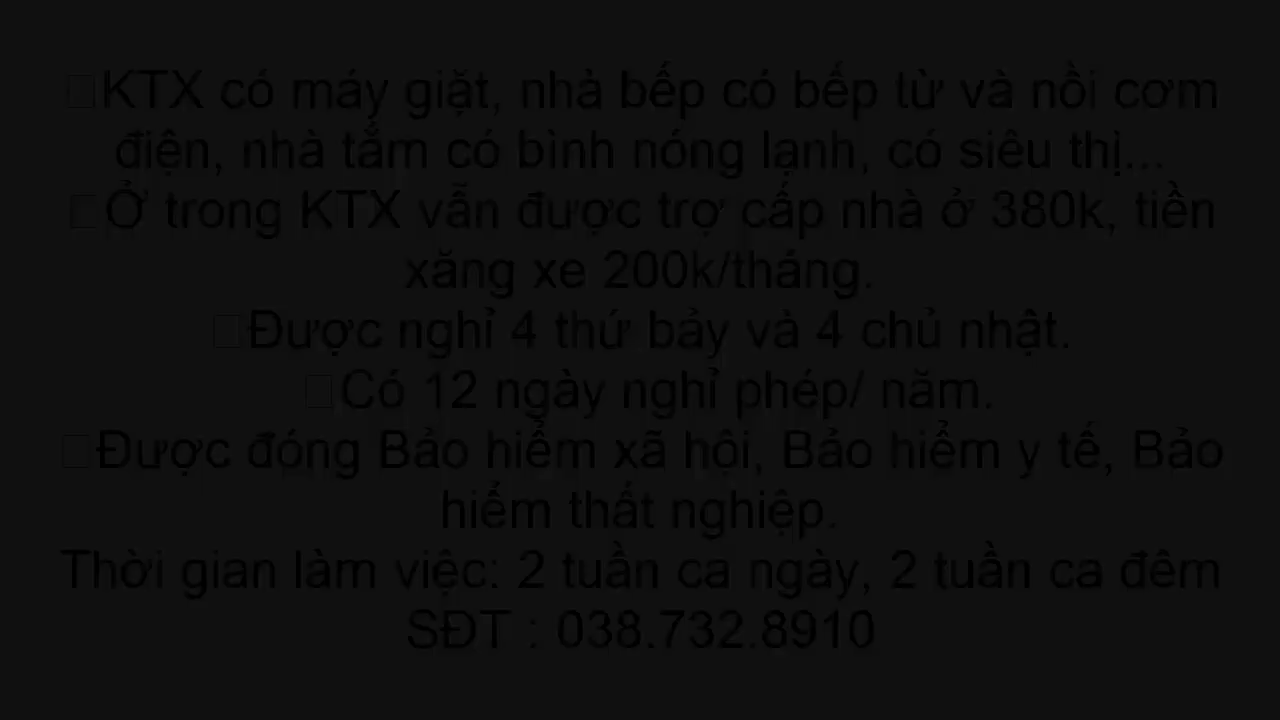 KTX có máy giặt, nhà bếp có bếp từ và nồi cơm
điện, nhà tắm có bình nóng lạnh, có siêu thị...
Ở trong KTX vẫn được trợ cấp nhà ở 380k, tiền
xăng xe 200k/tháng.
Được nghỉ 4 thứ bảy và 4 chủ nhật.
Có 12 ngày nghỉ phép/ năm.
Được đóng Bảo hiểm xã hội, Bảo hiểm y tế, Bảo
hiểm thất nghiệp.
Thời gian làm việc: 2 tuần ca ngày, 2 tuần ca đêm
SĐT : 038.732.8910